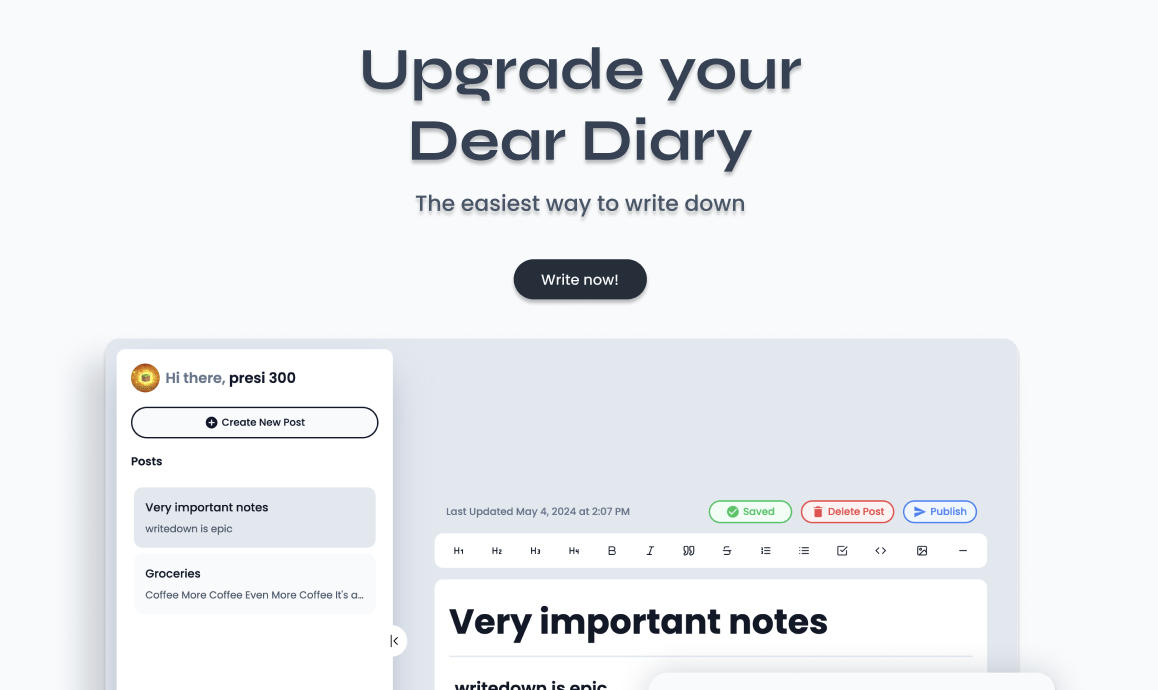 Upgrade your
Dear Diary
The easiest way to write down
Write now!
Hi there, presi 300
Create New Post
Posts
Very important notes
writedown is epic
Groceries
Coffee More Coffee Even More Coffee It's a...
Last Updated May 4, 2024 at 2:07 PM
Saved
Delete Post
Publish
H1 H2 H3 H4 B I S
Very important notes
writedown is epic